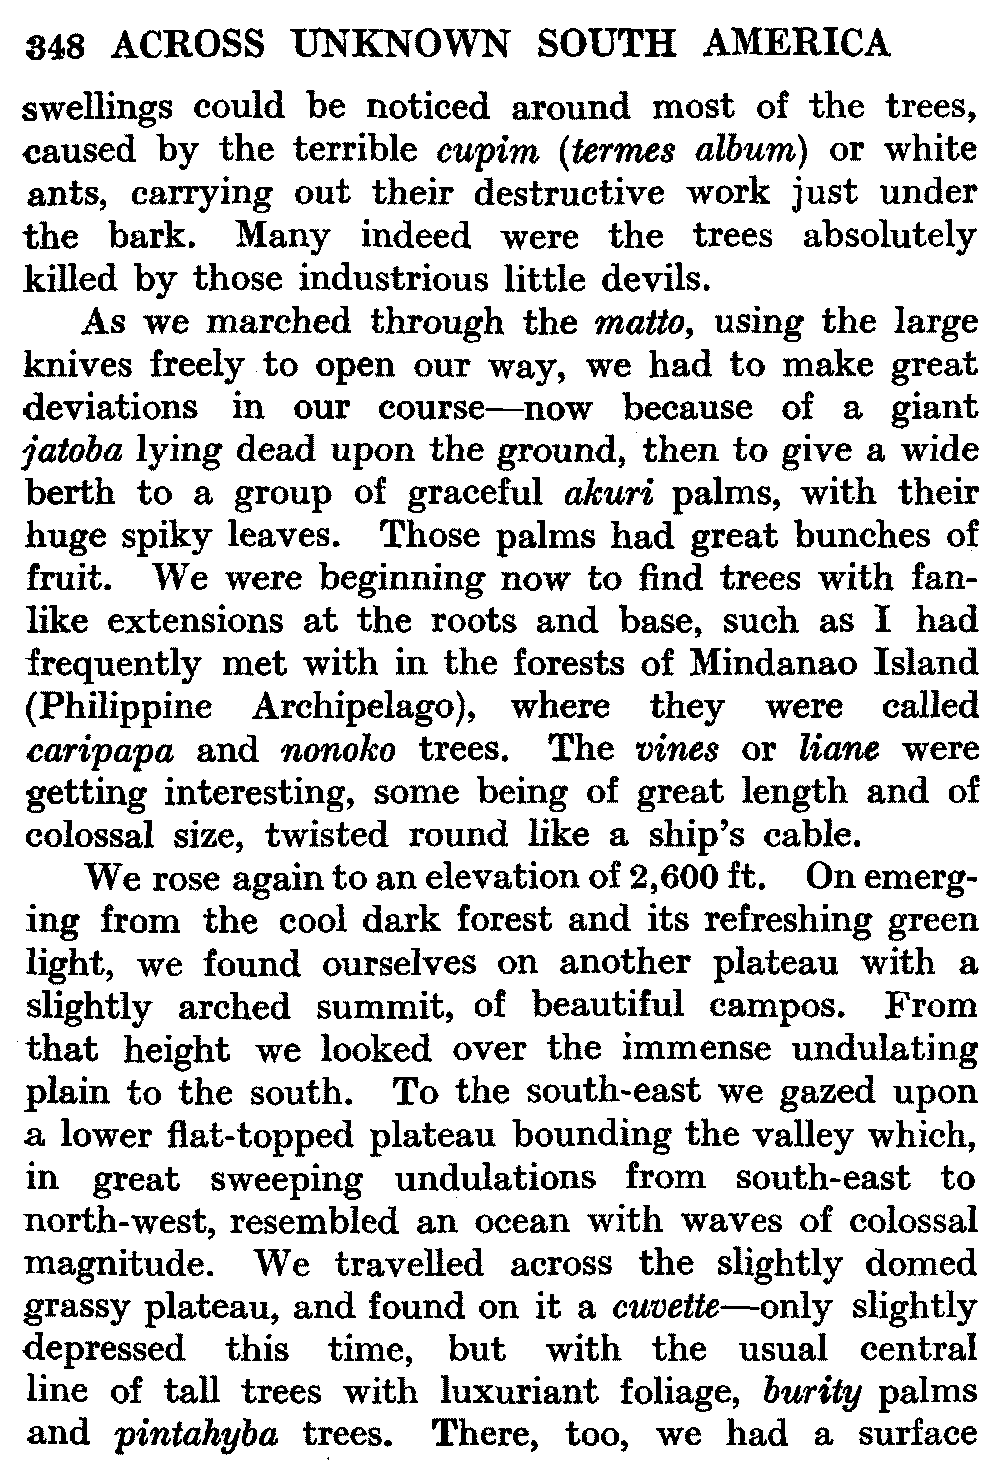 348 ACROSS UNKNOWN SOUTH AMERICA
swellings could be noticed around most of the trees,
caused by the terrible cupim (termes album) or white
ants, carrying out their destructive work just under
the bark. Many indeed were the trees absolutely
killed by those industrious little devils.
As we marched through the matto, using the large
knives freely to open our way, we had to make great
deviations in our course—now because of a giant
jatoba lying dead upon the ground, then to give a wide
berth to a group of graceful akuri palms, with their
huge spiky leaves. Those palms had great bunches of
fruit. We were beginning now to find trees with fan-
like extensions at the roots and base, such as I had
frequently met with in the forests of Mindanao Island
(Philippine Archipelago), where they were called
caripapa and nonoko trees. The vines or liane were
getting interesting, some being of great length and of
colossal size, twisted round like a ship's cable.
We rose again to an elevation of 2,600 ft. On emerg-
ing from the cool dark forest and its refreshing green
light, we found ourselves on another plateau with a
slightly arched summit, of beautiful campos. From
that height we looked over the immense undulating
plain to the south. To the south-east we gazed upon
a lower flat-topped plateau bounding the valley which,
in great sweeping undulations from south-east to
north-west, resembled an ocean with waves of colossal
magnitude. We travelled across the slightly domed
grassy plateau, and found on it a cuvette—only slightly
depressed this time, but with the usual central
line of tall trees with luxuriant foliage, burity palms
and pintahyba trees. There, too, we had a surface